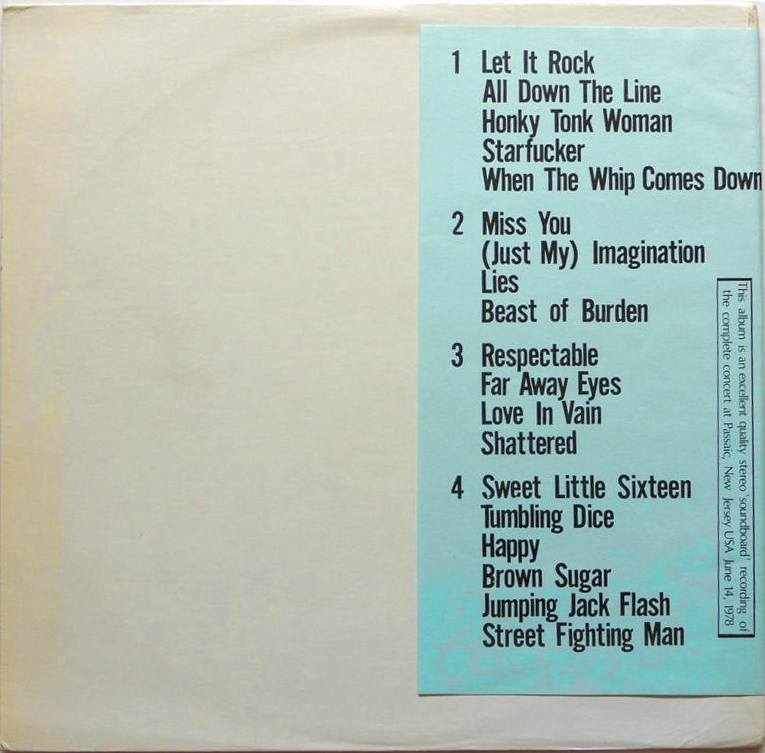 1 Let It Rock
All Down The Line
Honky Tonk Woman
Starfucker
When The Whip Comes Down
2 Miss You
(Just My) Imagination
Lies
Beast of Burden
3 Respectable
Far Away Eyes
Love In Vain
Shattered
4 Sweet Little Sixteen
Tumbling Dice
Happy
Brown Sugar
Jumping Jack Flash
Street Fighting Man
This album is an excellent quality stereo 'soundboard' recording of
the complete concert at Passaic, New Jersey USA June 14, 1978